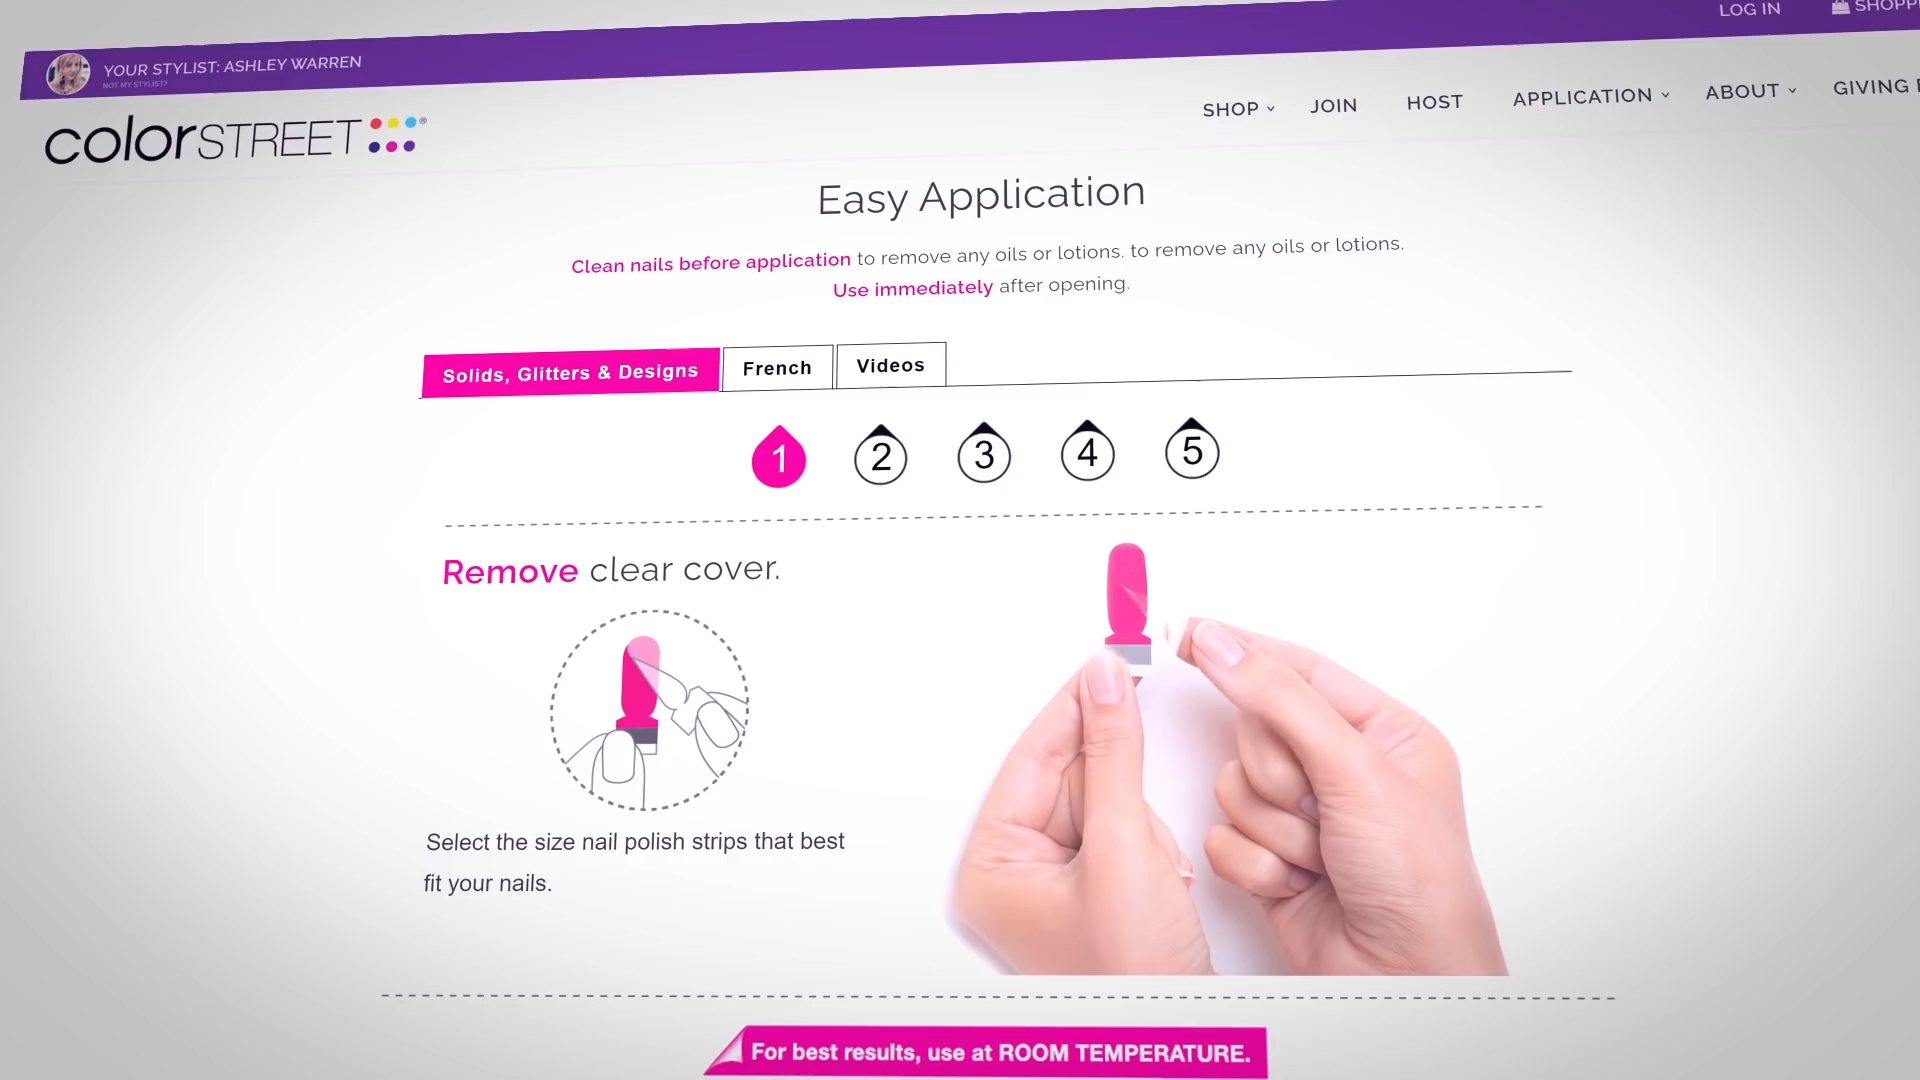 LOG IN
YOUR STYLIST: ASHLEY WARREN
NOT MY STYLIST?
colorSTREET®
SHOP
JOIN
HOST
APPLICATION
ABOUT
GIVING
Easy Application
Clean nails before application to remove any oils or lotions. to remove any oils or lotions.
Use immediately after opening.
Solids, Glitters & Designs
French
Videos
1
2
3
4
5
Remove clear cover.
Select the size nail polish strips that best
fit your nails.
For best results, use at ROOM TEMPERATURE.